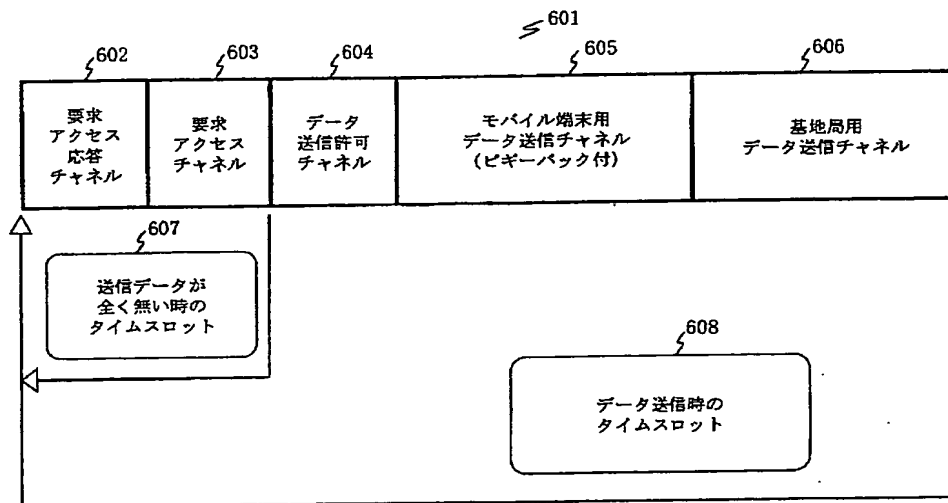 601
602
603
604
605
606
要求
アクセス
応答
チャネル
要求
アクセス
チャネル
データ
送信許可
チャネル
モバイル端末用
データ送信チャネル
(ピギーバック付)
基地局用
データ送信チャネル
607
送信データが
全く無い時の
タイムスロット
608
データ送信時の
タイムスロット